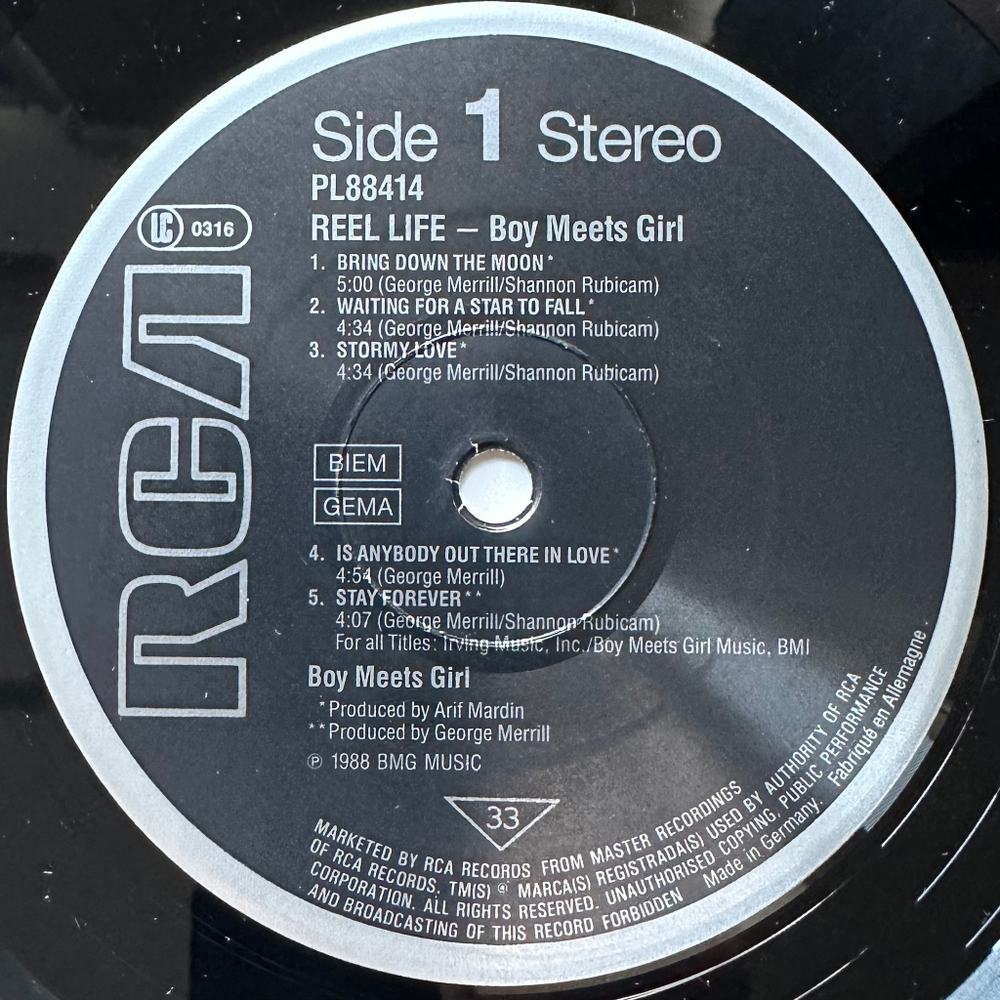 Side 1 Stereo
PL88414
LC 0316
REEL LIFE – Boy Meets Girl
RCA
1. BRING DOWN THE MOON*
5:00 (George Merrill/Shannon Rubicam)
2. WAITING FOR A STAR TO FALL*
4:34 (George Merrill/Shannon Rubicam)
3. STORMY LOVE*
4:34 (George Merrill/Shannon Rubicam)
BIEM
GEMA
4. IS ANYBODY OUT THERE IN LOVE*
4:54 (George Merrill)
5. STAY FOREVER**
4:07 (George Merrill/Shannon Rubicam)
For all Titles: Irving Music, Inc./Boy Meets Girl Music, BMI
Boy Meets Girl
*Produced by Arif Mardin
**Produced by George Merrill
℗ 1988 BMG MUSIC
33
MARKETED BY RCA RECORDS FROM MASTER RECORDINGS
OF RCA RECORDS. TM(S) ® MARCA(S) REGISTRADA(S) USED BY AUTHORITY OF RCA
CORPORATION. ALL RIGHTS RESERVED. UNAUTHORISED COPYING, PUBLIC PERFORMANCE
AND BROADCASTING OF THIS RECORD FORBIDDEN Made in Germany. Fabriqué en Allemagne.